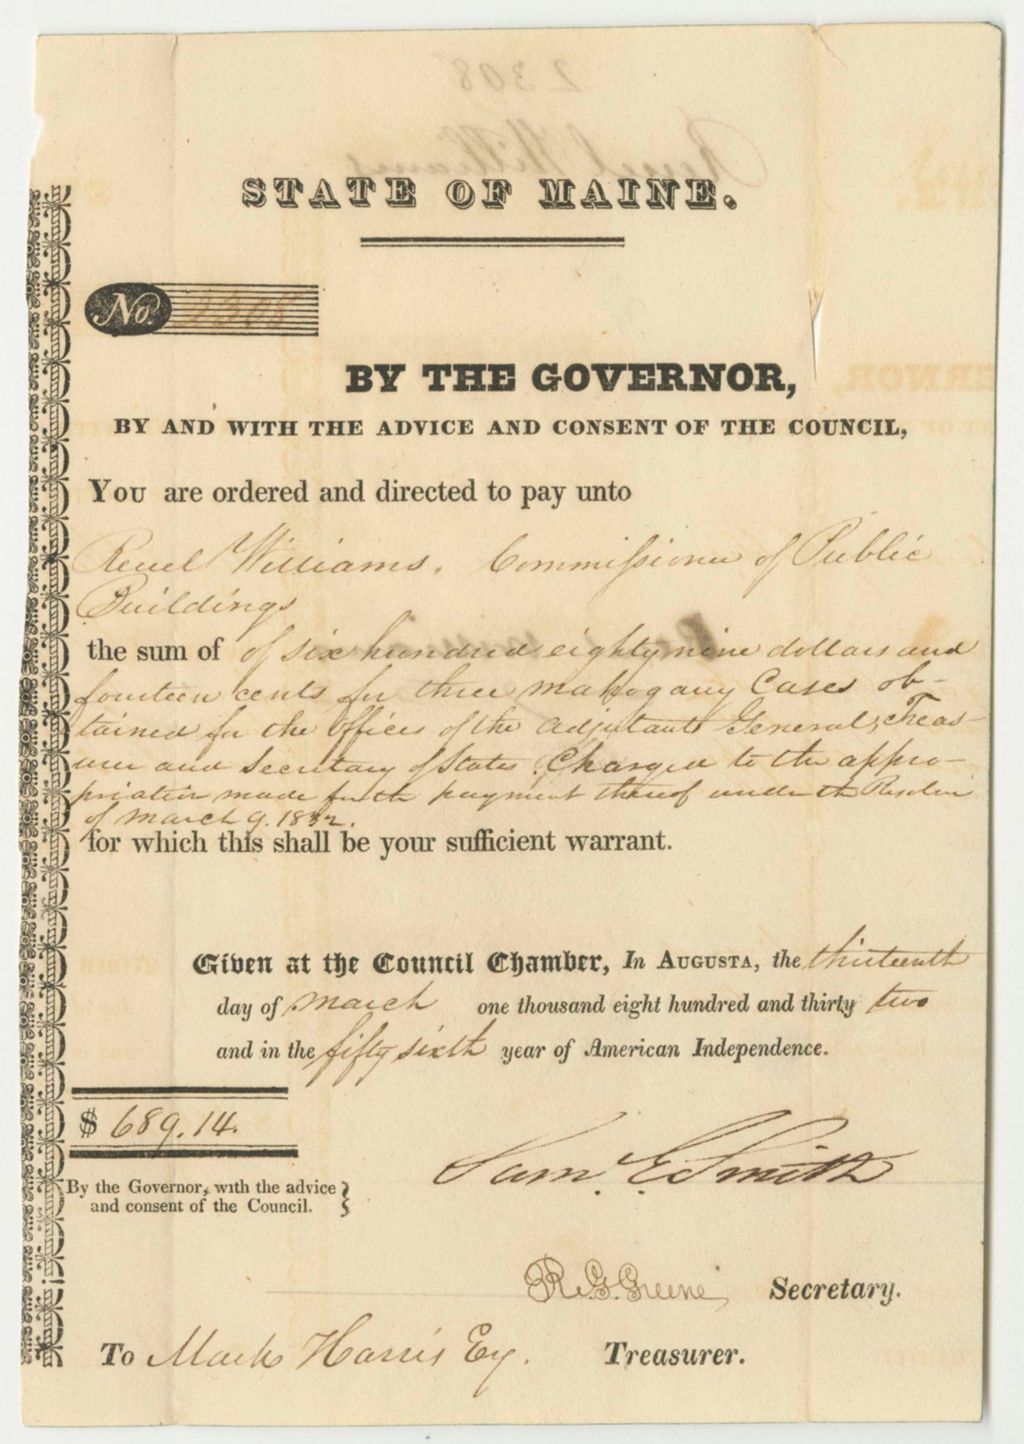 STATE OF MAINE.
No. 2308
BY THE GOVERNOR,
BY AND WITH THE ADVICE AND CONSENT OF THE COUNCIL,
You are ordered and directed to pay unto
Reuel Williams. Commissioner of Public
Buildings
the sum of of six hundred eighty nine dollars and
fourteen cents for three mahogany Cases ob-
tained for the Offices of the Adjutant General, Treas-
urer and Secretary of State. Charged to the appro-
priation made for the payment thereof under the Resolve
of March 9. 1832.
for which this shall be your sufficient warrant.
Given at the Council Chamber, In Augusta, the thirteenth
day of March one thousand eight hundred and thirty two
and in the fifty sixth year of American Independence.
$ 689.14.
Sam. E. Smith
By the Governor, with the advice
and consent of the Council.
R. G. Greene, Secretary.
To Mark Harris Esq. Treasurer.